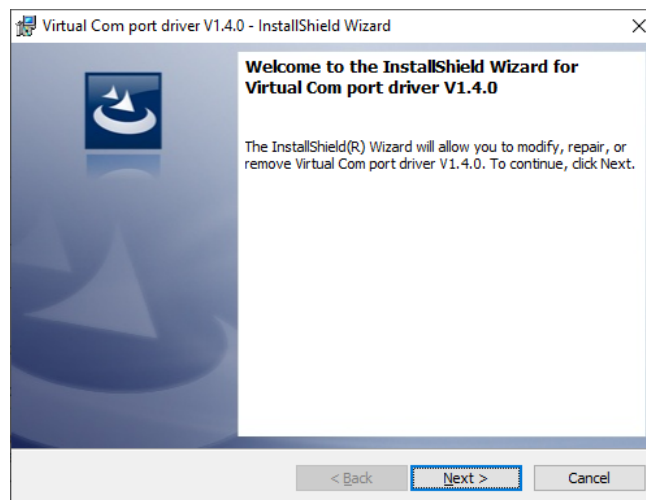 Virtual Com port driver V1.4.0 - InstallShield Wizard
Welcome to the InstallShield Wizard for
Virtual Com port driver V1.4.0
The InstallShield(R) Wizard will allow you to modify, repair, or
remove Virtual Com port driver V1.4.0. To continue, click Next.
< Back Next > Cancel